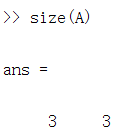 >> size(A)
ans =
3 3